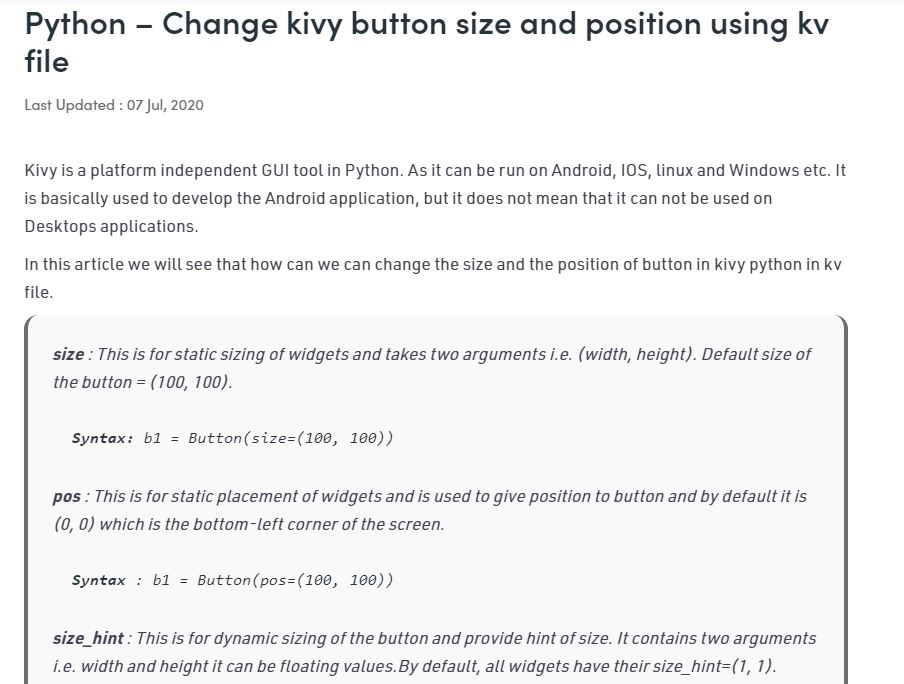 Python – Change kivy button size and position using kv
file
Last Updated : 07 Jul, 2020
Kivy is a platform independent GUI tool in Python. As it can be run on Android, IOS, linux and Windows etc. It
is basically used to develop the Android application, but it does not mean that it can not be used on
Desktops applications.
In this article we will see that how can we can change the size and the position of button in kivy python in kv
file.
size : This is for static sizing of widgets and takes two arguments i.e. (width, height). Default size of
the button = (100, 100).
Syntax: b1 = Button(size=(100, 100))
pos : This is for static placement of widgets and is used to give position to button and by default it is
(0, 0) which is the bottom-left corner of the screen.
Syntax : b1 = Button(pos=(100, 100))
size_hint : This is for dynamic sizing of the button and provide hint of size. It contains two arguments
i.e. width and height it can be floating values.By default, all widgets have their size_hint=(1, 1).